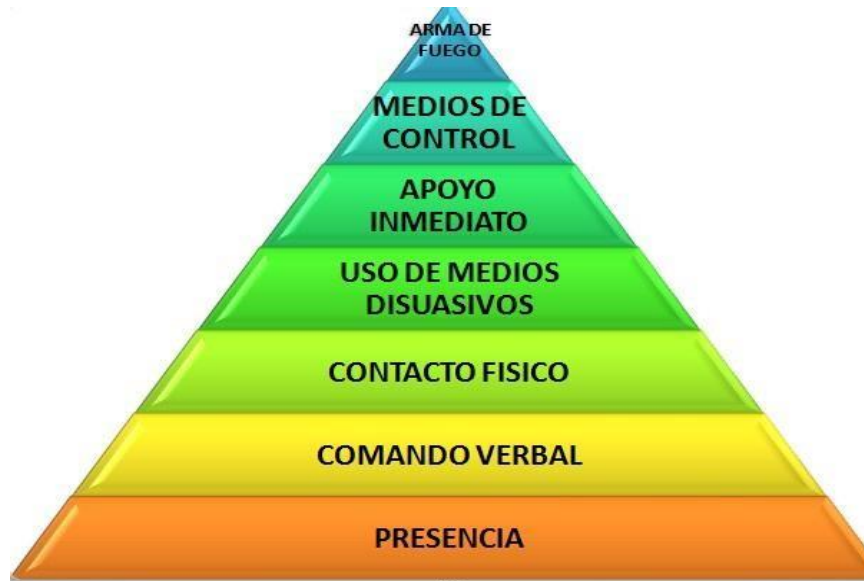 ARMA DE
FUEGO
MEDIOS DE
CONTROL
APOYO
INMEDIATO
USO DE MEDIOS
DISUASIVOS
CONTACTO FISICO
COMANDO VERBAL
PRESENCIA